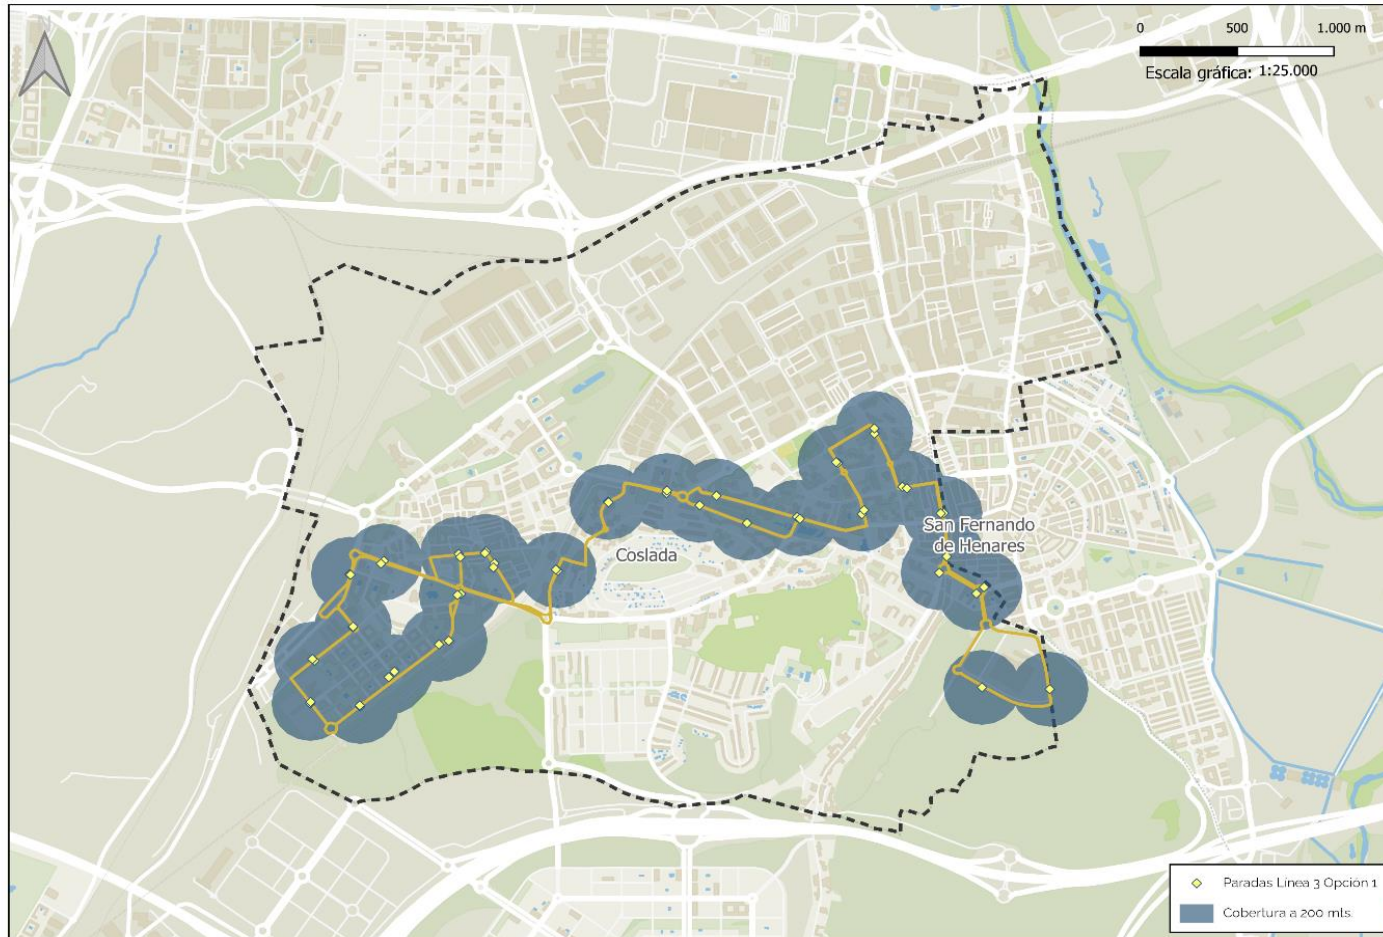 0 500 1.000 m
Escala gráfica: 1:25.000
San Fernando
de Henares
Coslada
Paradas Línea 3 Opción 1
Cobertura a 200 mts.